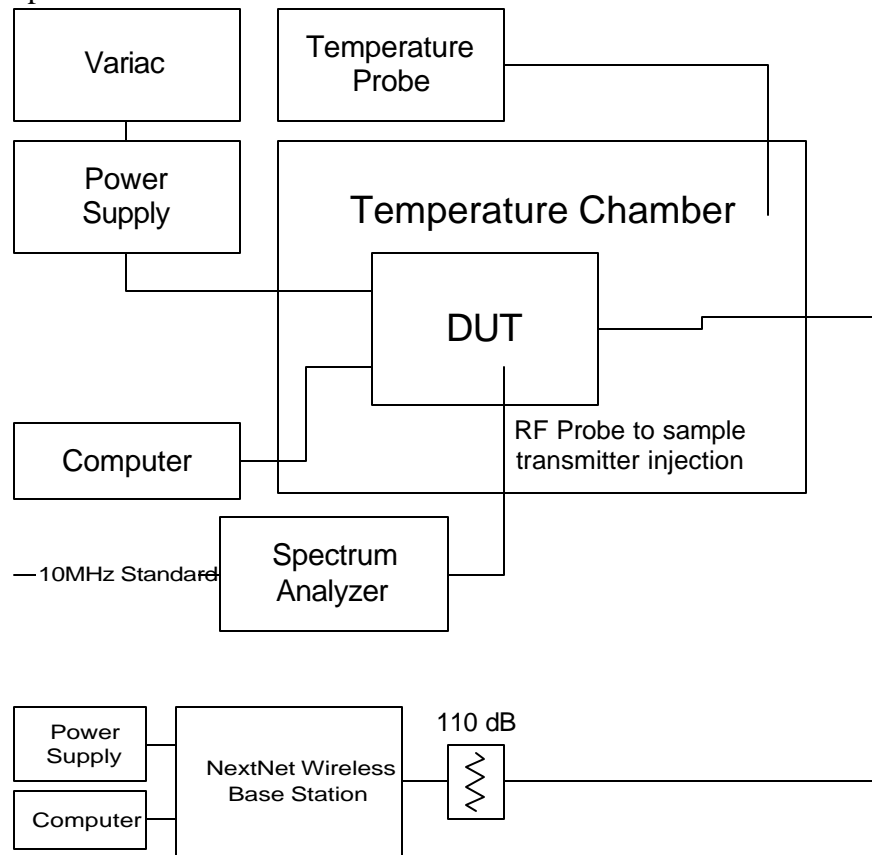 Variac
Temperature
Probe
Power
Supply
Temperature Chamber
DUT
RF Probe to sample
transmitter injection
Computer
10MHz Standard
Spectrum
Analyzer
110 dB
Power
Supply
NextNet Wireless
Base Station
Computer